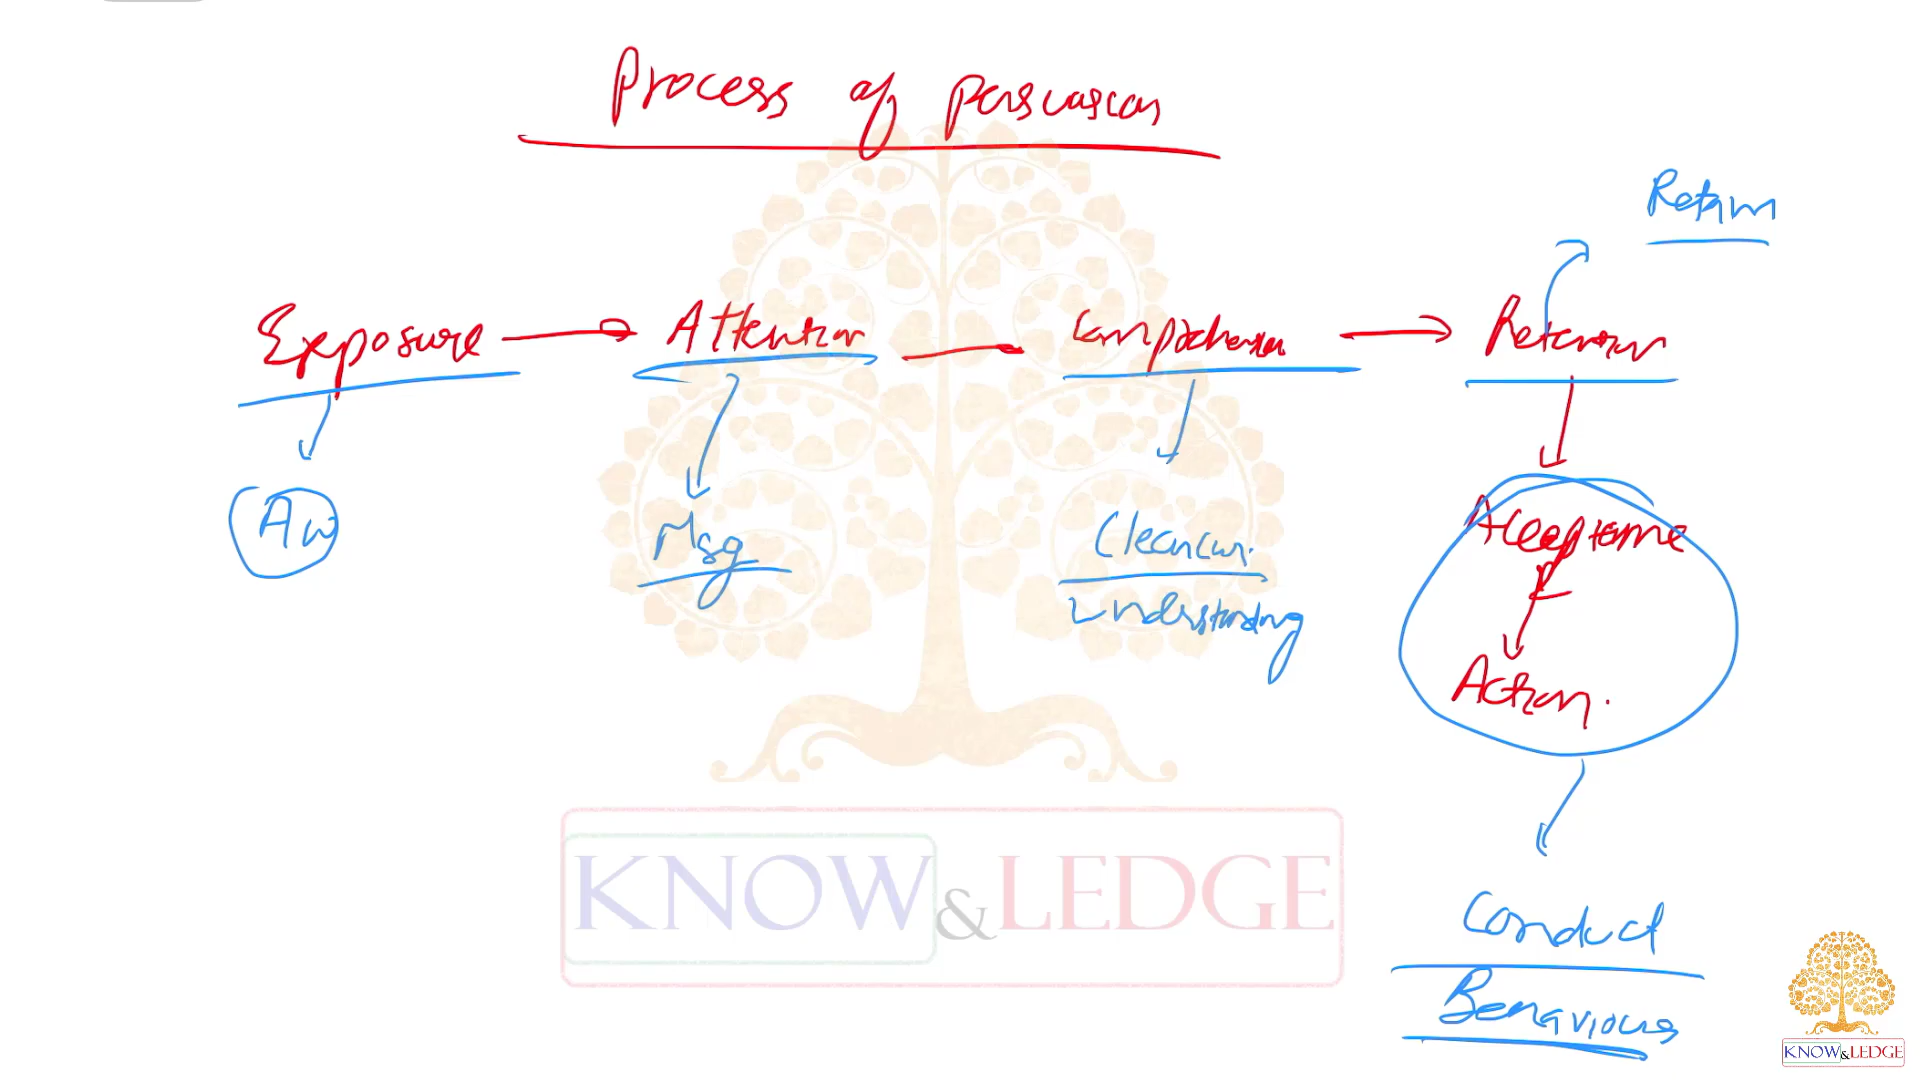 Process of persuasion
Retain
Exposure → Attention → Comprehension → Retention
Aw
Msg
Understanding
Acceptance
Action.
Conduct
Behaviour
KNOW&LEDGE
KNOW&LEDGE